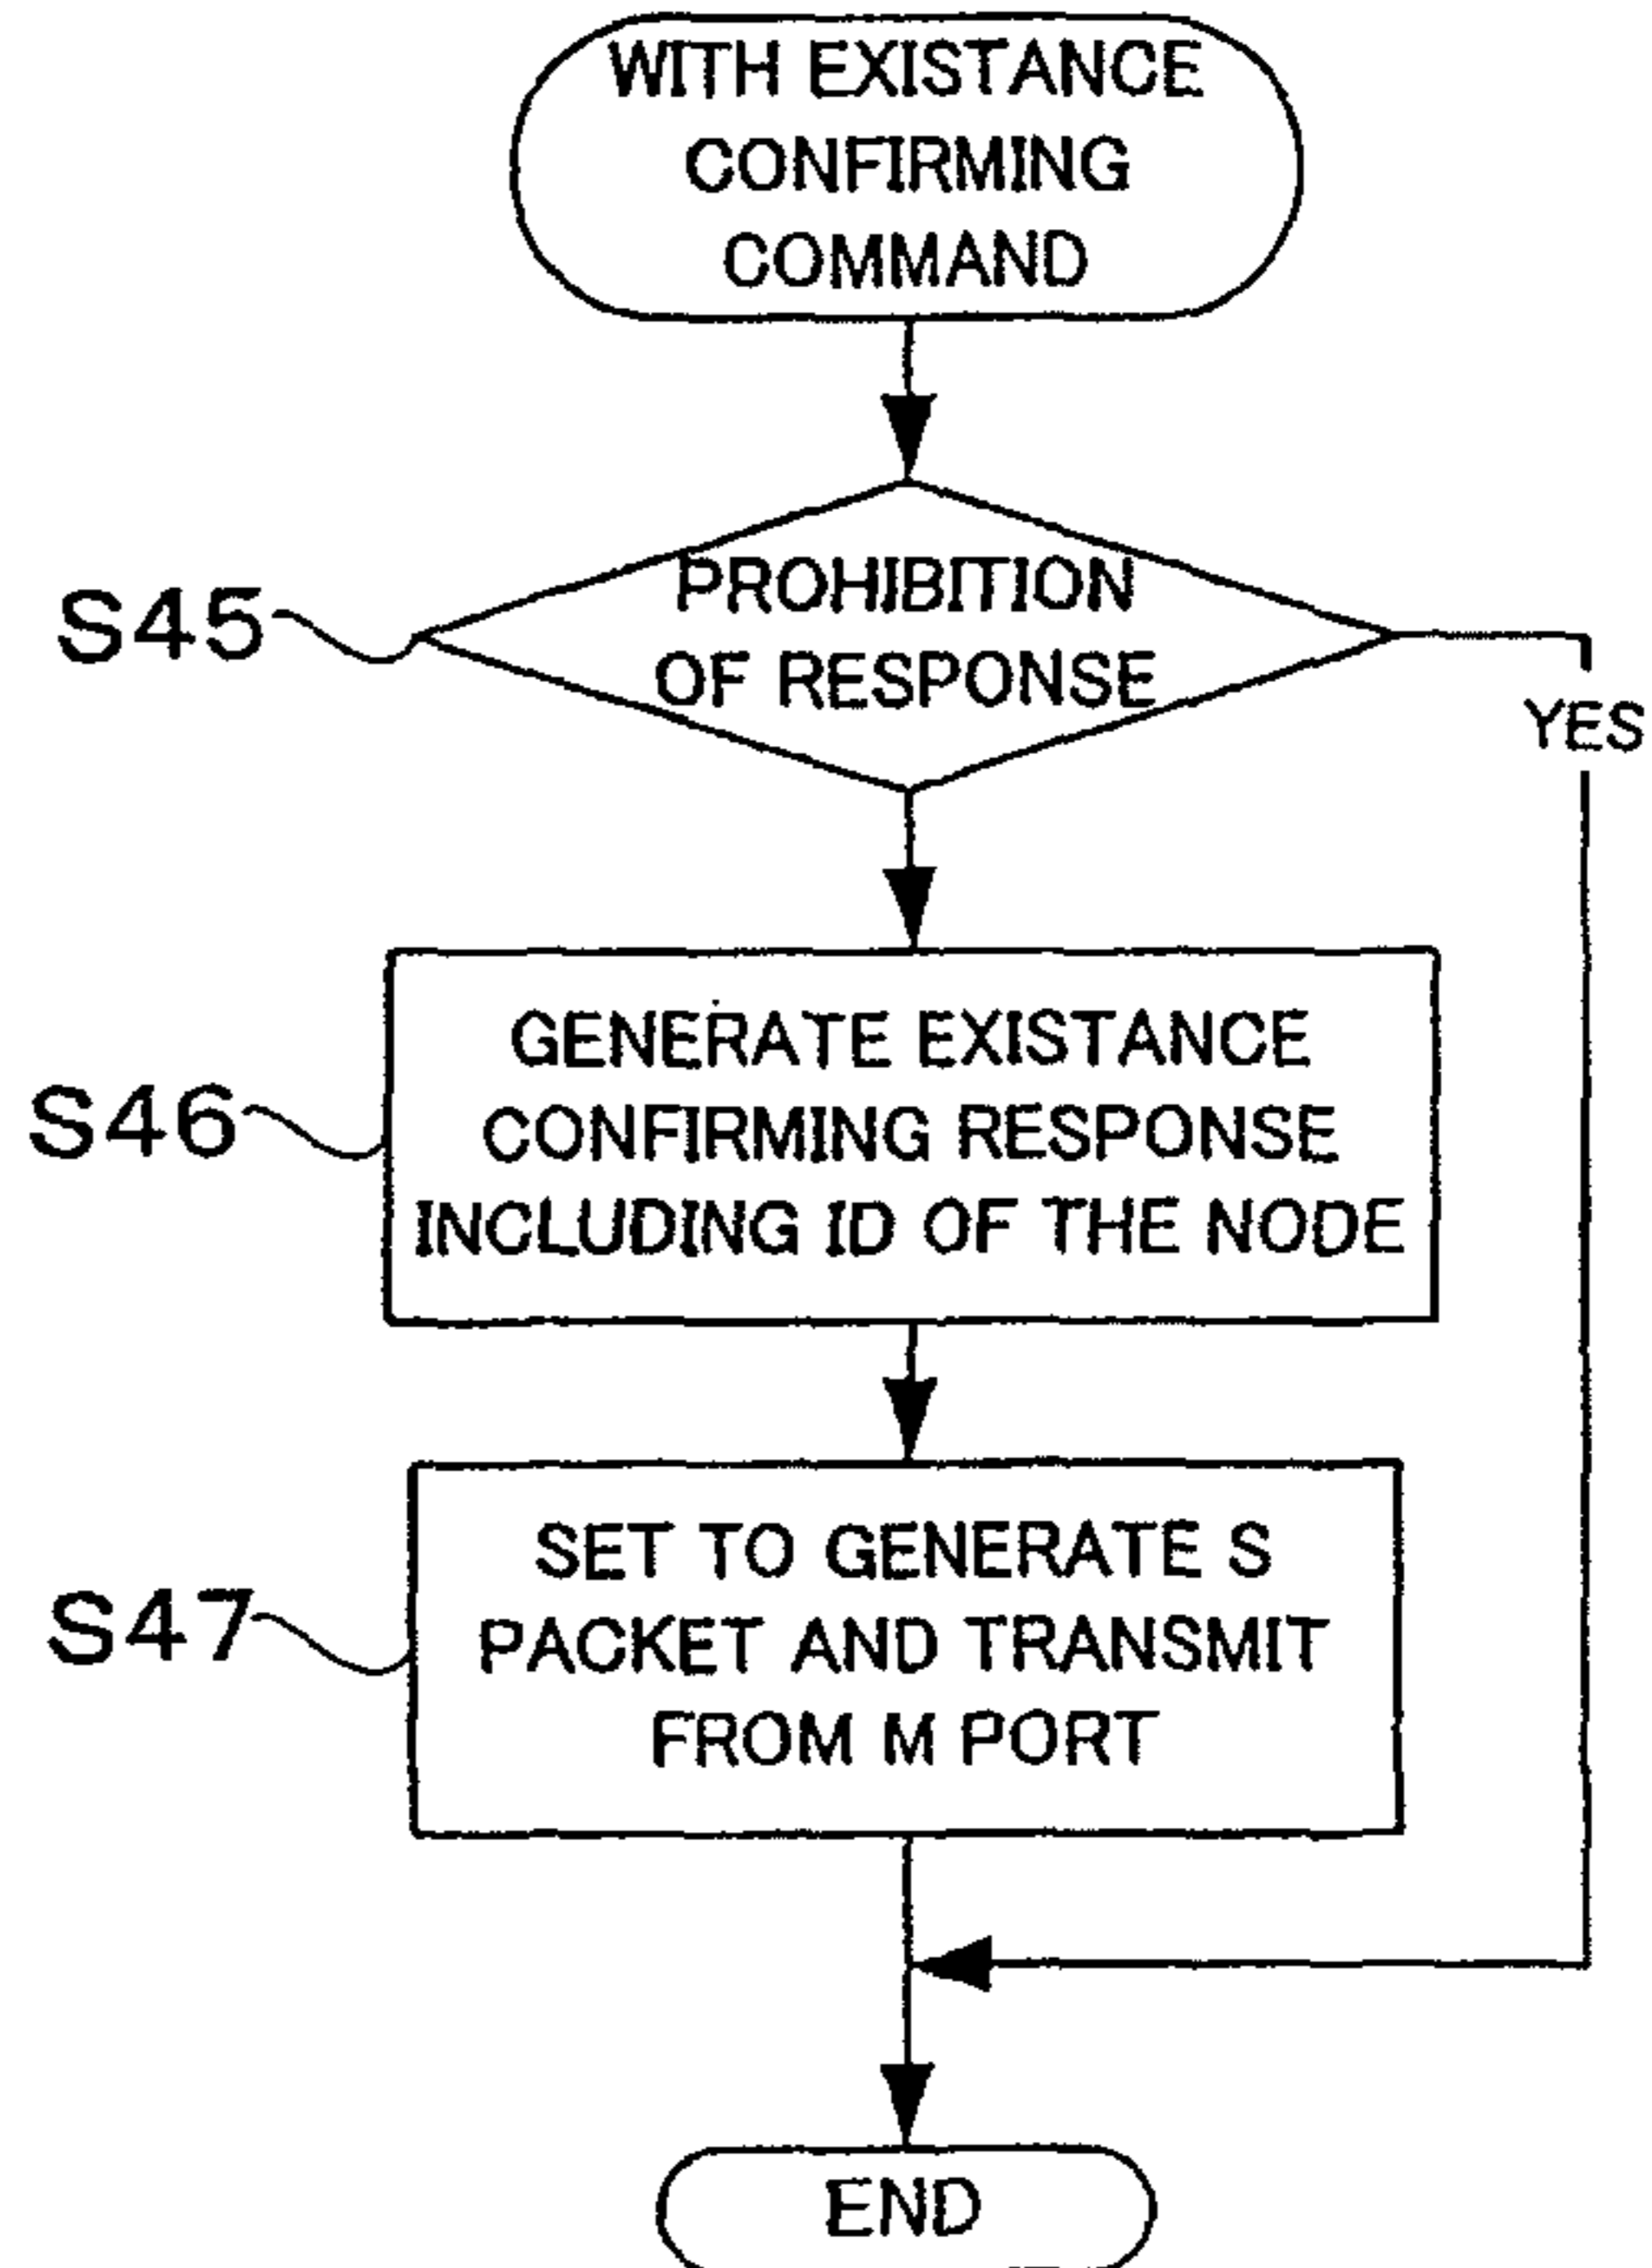 WITH EXISTANCE
CONFIRMING
COMMAND
S45
PROHIBITION
OF RESPONSE
YES
S46
GENERATE EXISTANCE
CONFIRMING RESPONSE
INCLUDING ID OF THE NODE
S47
SET TO GENERATE S
PACKET AND TRANSMIT
FROM M PORT
END